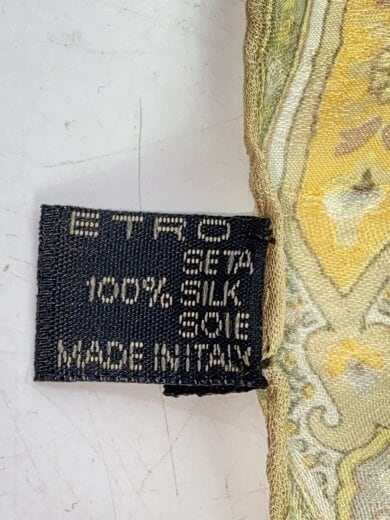 ETRO
SETA
100% SILK
SOIE
MADE IN ITALY